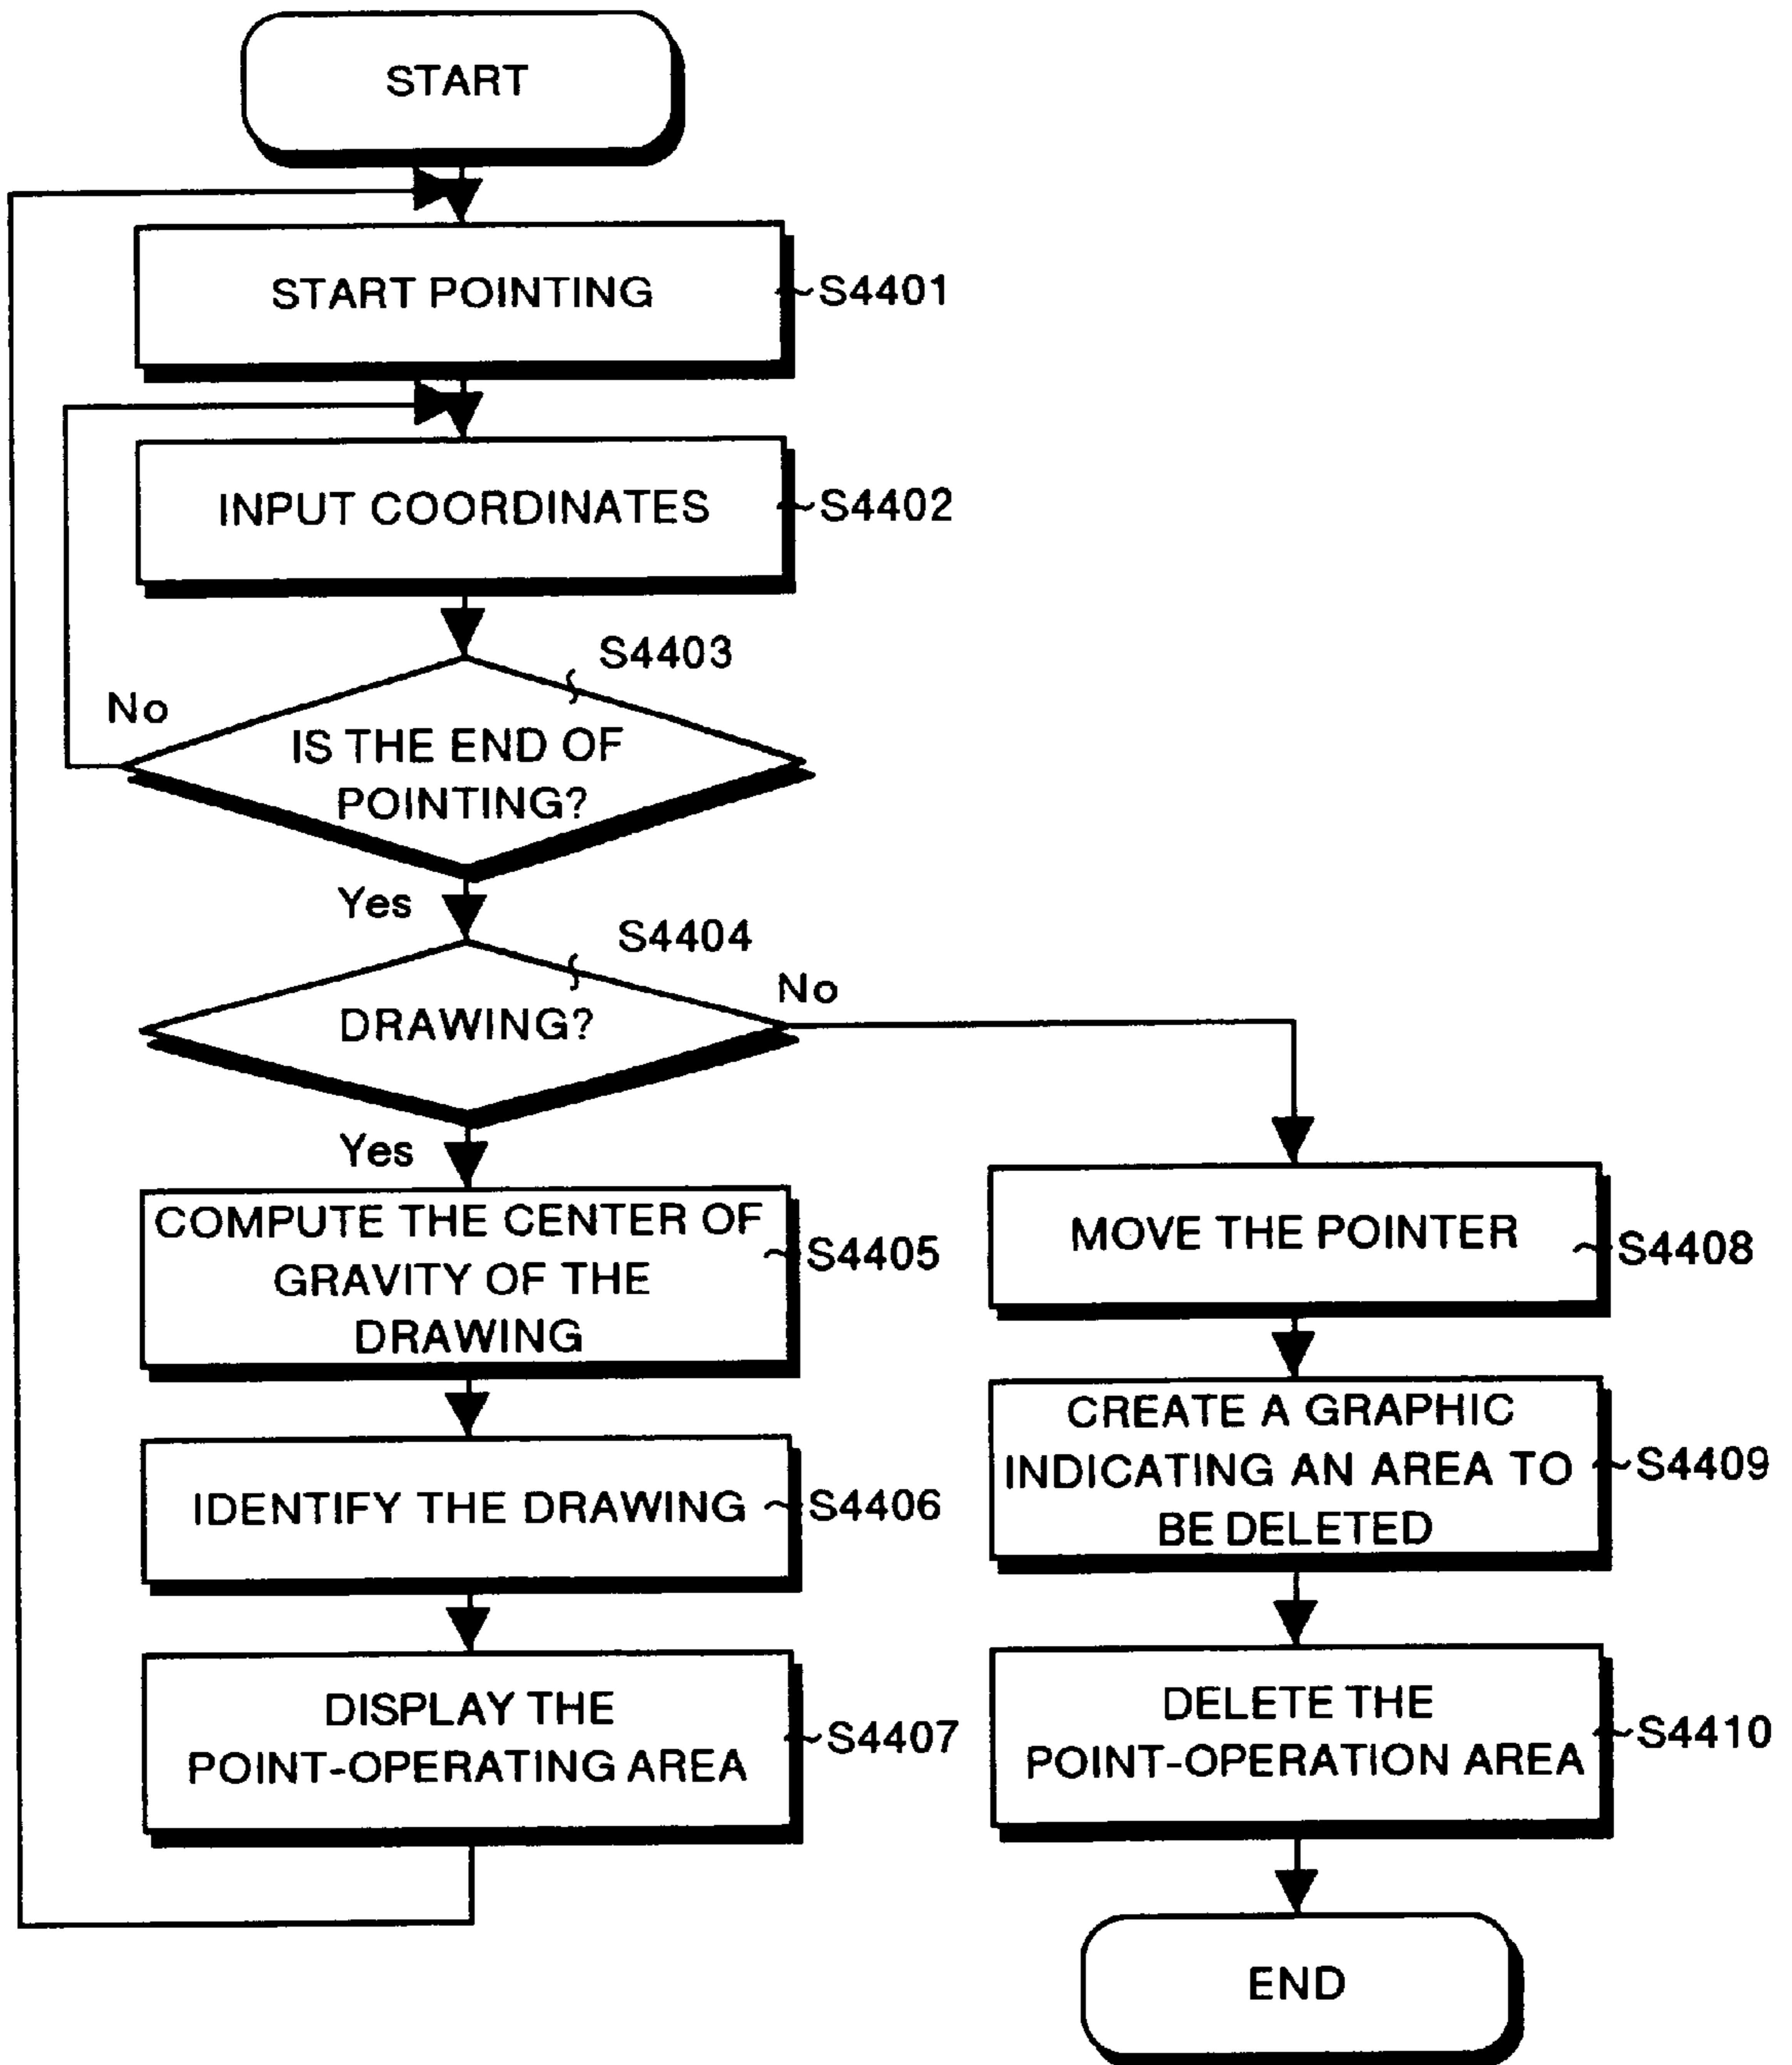 START
START POINTING
S4401
INPUT COORDINATES
S4402
S4403
No
IS THE END OF
POINTING?
Yes
S4404
No
DRAWING?
Yes
COMPUTE THE CENTER OF
GRAVITY OF THE
DRAWING
S4405
IDENTIFY THE DRAWING
S4406
DISPLAY THE
POINT-OPERATING AREA
S4407
MOVE THE POINTER
S4408
CREATE A GRAPHIC
INDICATING AN AREA TO
BE DELETED
S4409
DELETE THE
POINT-OPERATION AREA
S4410
END